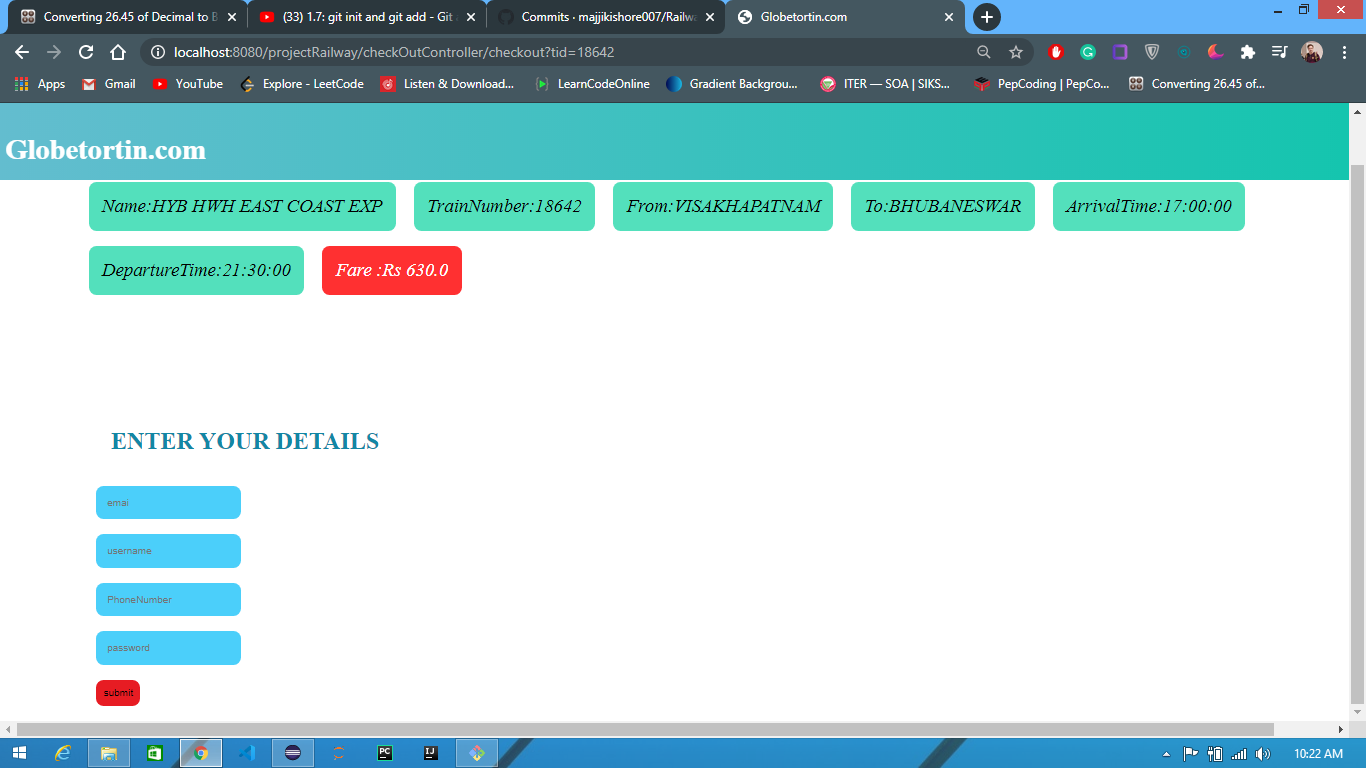 Converting 26.45 of Decimal to B
(33) 1.7: git init and git add - Git
Commits · majjikishore007/Railw
Globetortin.com
localhost:8080/projectRailway/checkOutController/checkout?tid=18642
Apps
Gmail
YouTube
Explore - LeetCode
Listen & Download...
LearnCodeOnline
Gradient Backgrou...
ITER — SOA | SIKS...
PepCoding | PepCo...
Converting 26.45 of...
Globetortin.com
Name:HYB HWH EAST COAST EXP
TrainNumber:18642
From:VISAKHAPATNAM
To:BHUBANESWAR
ArrivalTime:17:00:00
DepartureTime:21:30:00
Fare :Rs 630.0
ENTER YOUR DETAILS
emai
username
PhoneNumber
password
submit
10:22 AM